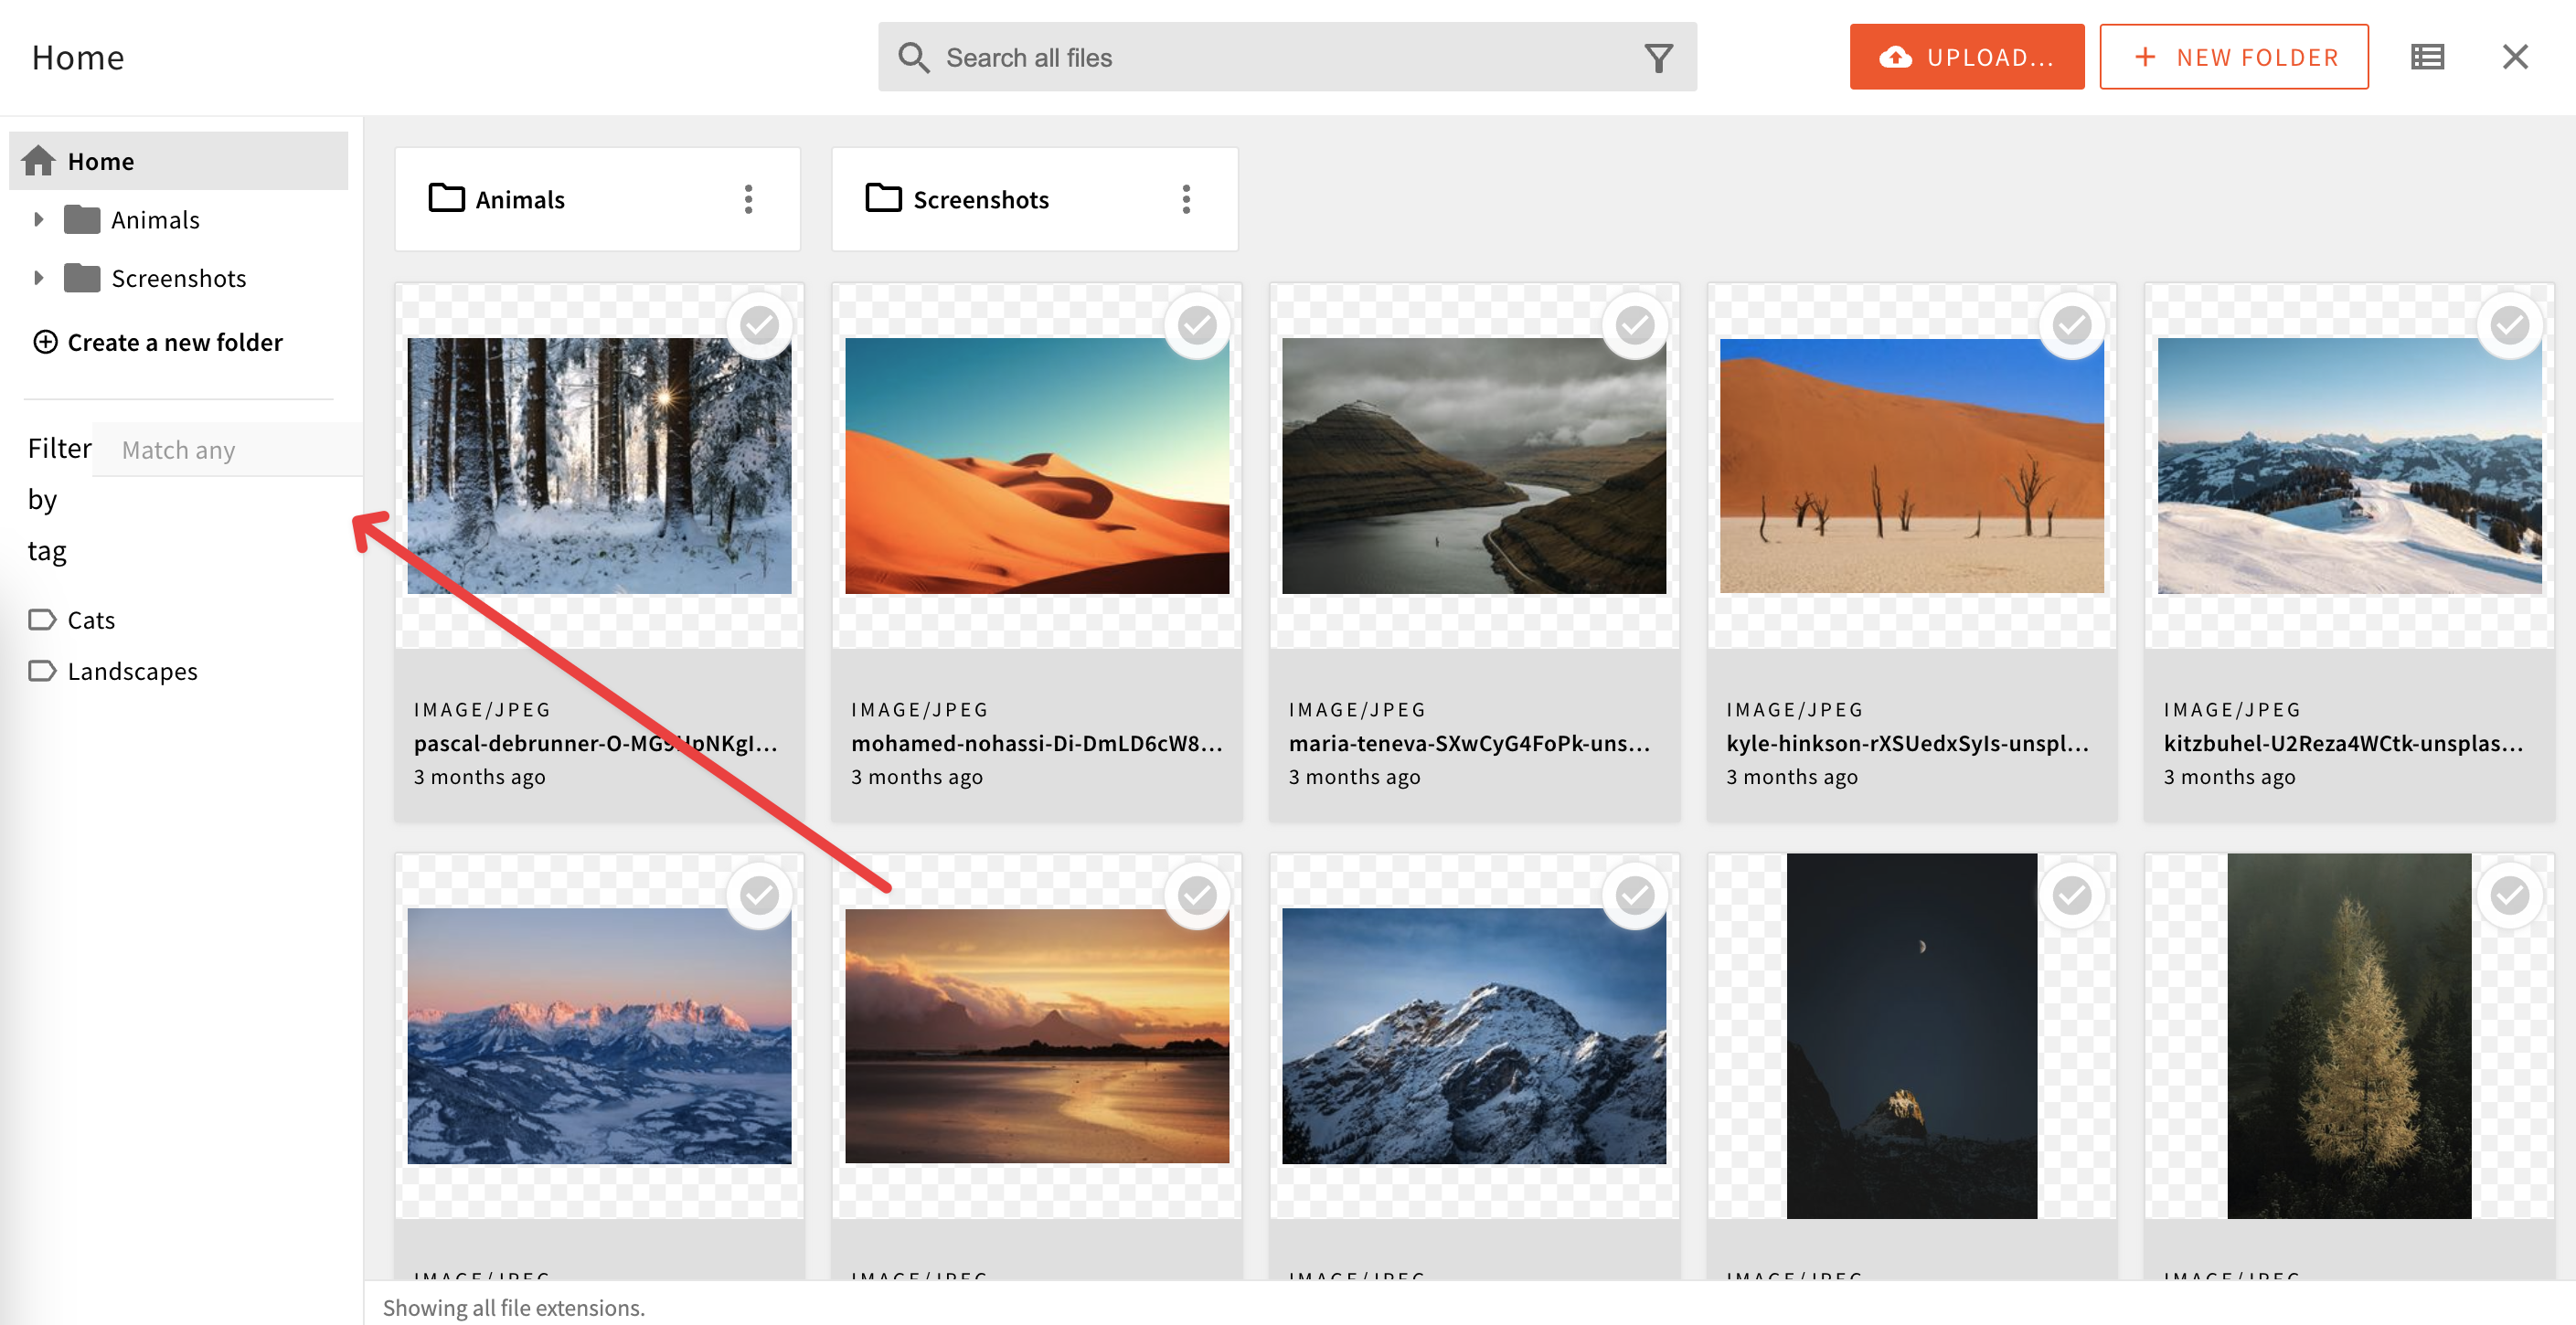 Home
Search all files
UPLOAD...
NEW FOLDER
Home
Animals
Screenshots
Create a new folder
Filter by tag
Match any
Cats
Landscapes
Animals
Screenshots
IMAGE/JPEG
pascal-debrunner-O-MG9HpNKgI...
3 months ago
IMAGE/JPEG
mohamed-nohassi-Di-DmLD6cW8...
3 months ago
IMAGE/JPEG
maria-teneva-SXwCyG4FoPk-uns...
3 months ago
IMAGE/JPEG
kyle-hinkson-rXSUedxSyIs-unspl...
3 months ago
IMAGE/JPEG
kitzbuhel-U2Reza4WCtk-unsplas...
3 months ago
IMAGE/JPEG
IMAGE/JPEG
IMAGE/JPEG
IMAGE/JPEG
IMAGE/JPEG
Showing all file extensions.